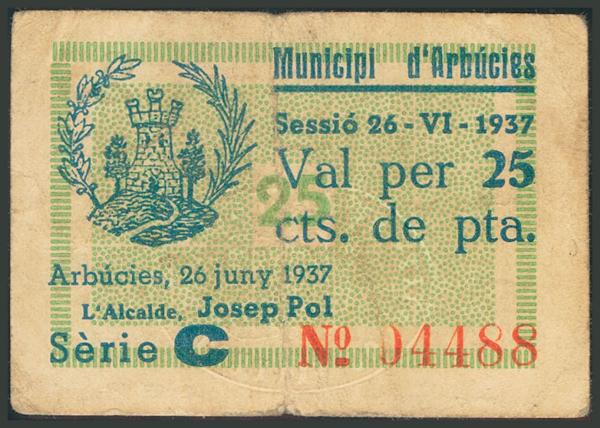 Municipi d'Arbúcies
Sessió 26-VI-1937
Val per 25
25
cts. de pta.
Arbúcies, 26 juny 1937
L'Alcalde, Josep Pol
Sèrie C Nº 04488